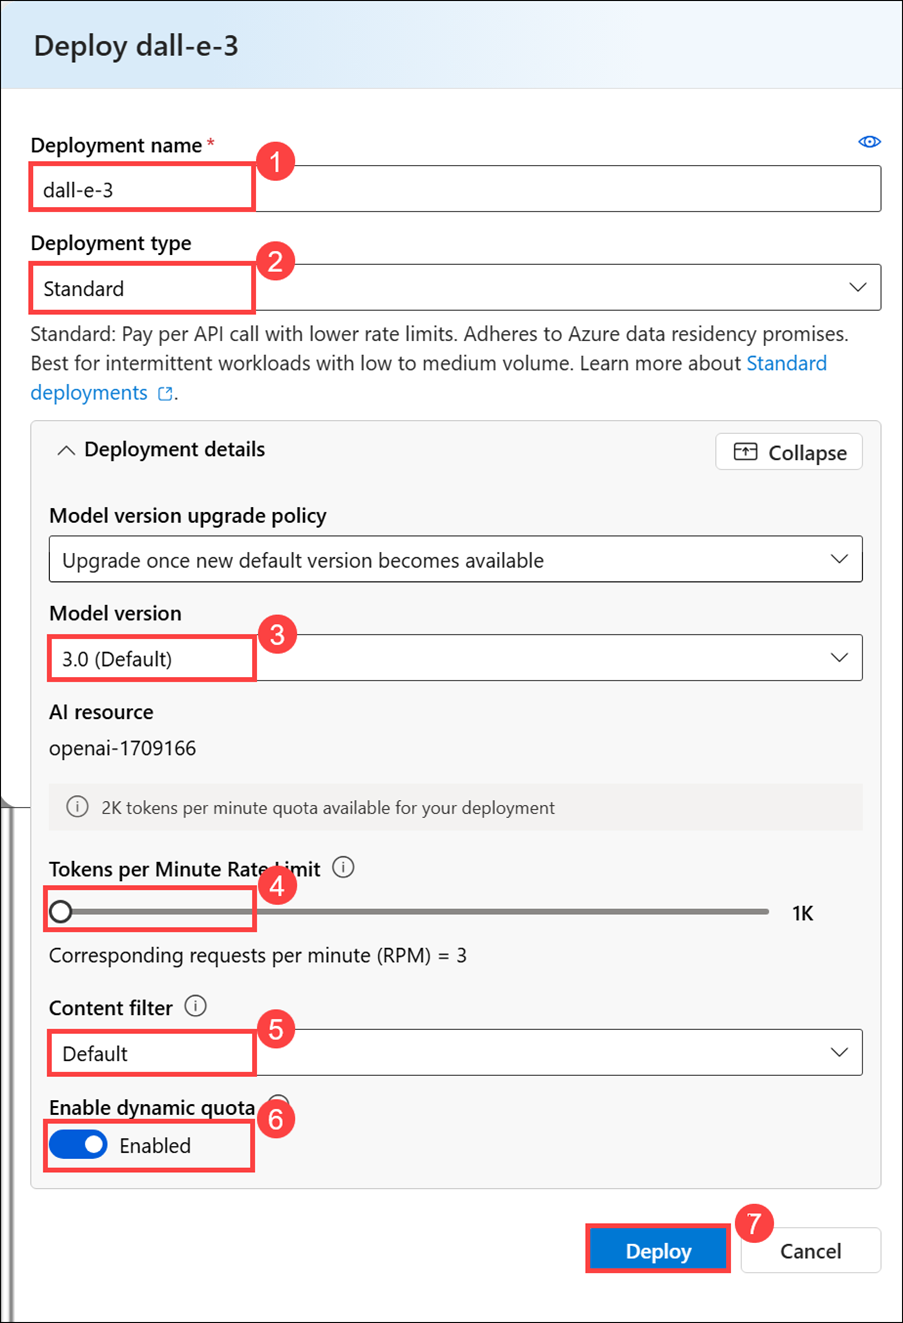 Deploy dall-e-3
Deployment name *
1
dall-e-3
Deployment type
2
Standard
Standard: Pay per API call with lower rate limits. Adheres to Azure data residency promises.
Best for intermittent workloads with low to medium volume. Learn more about Standard
deployments.
Deployment details
Collapse
Model version upgrade policy
Upgrade once new default version becomes available
Model version
3
3.0 (Default)
AI resource
openai-1709166
2K tokens per minute quota available for your deployment
Tokens per Minute Rate Limit
4
1K
Corresponding requests per minute (RPM) = 3
Content filter
5
Default
Enable dynamic quota
6
Enabled
7
Deploy
Cancel